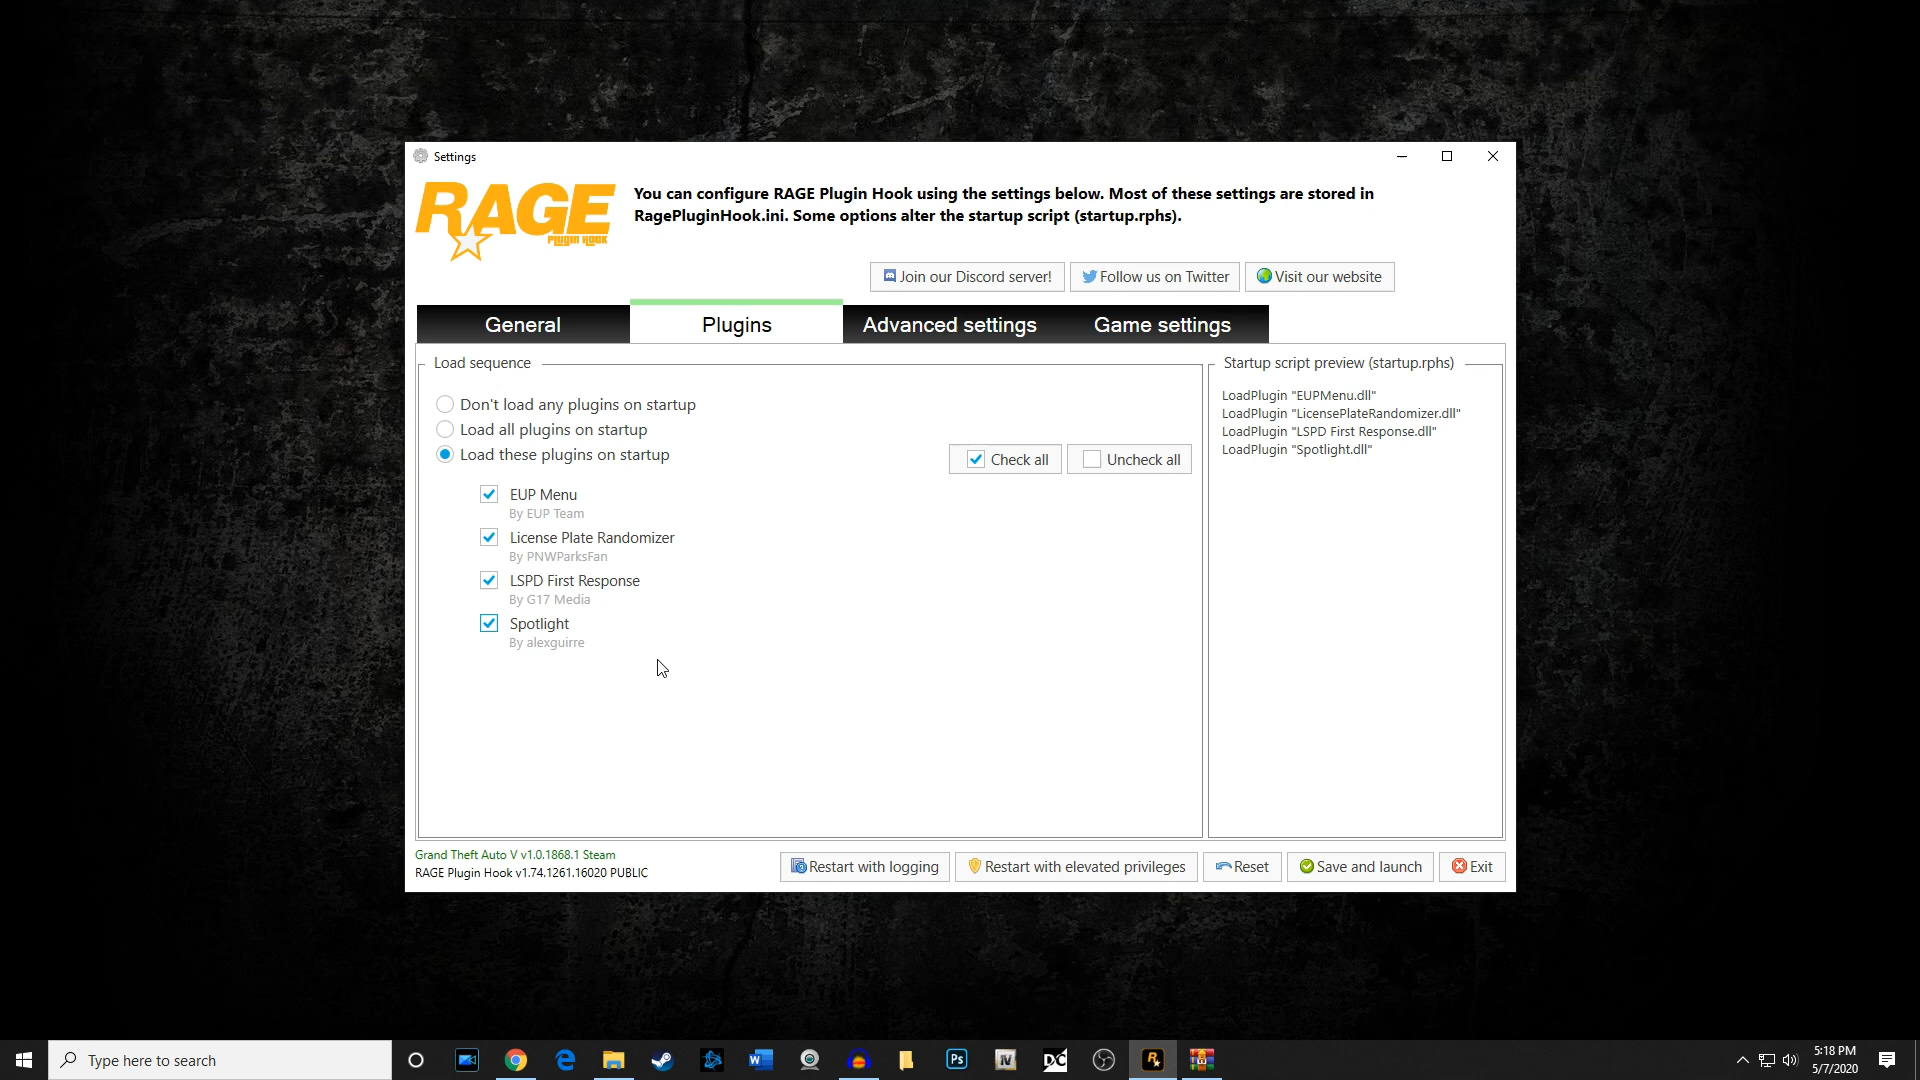 Settings
RAGE
PLUGIN HOOK
You can configure RAGE Plugin Hook using the settings below. Most of these settings are stored in
RagePluginHook.ini. Some options alter the startup script (startup.rphs).
Join our Discord server!
Follow us on Twitter
Visit our website
General
Plugins
Advanced settings
Game settings
Load sequence
Don't load any plugins on startup
Load all plugins on startup
Load these plugins on startup
Check all
Uncheck all
EUP Menu
By EUP Team
License Plate Randomizer
By PNWParksFan
LSPD First Response
By G17 Media
Spotlight
By alexguirre
Startup script preview (startup.rphs)
LoadPlugin "EUPMenu.dll"
LoadPlugin "LicensePlateRandomizer.dll"
LoadPlugin "LSPD First Response.dll"
LoadPlugin "Spotlight.dll"
Grand Theft Auto V v1.0.1868.1 Steam
RAGE Plugin Hook v1.74.1261.16020 PUBLIC
Restart with logging
Restart with elevated privileges
Reset
Save and launch
Exit
Type here to search
Ps
IV
DC
5:18 PM
5/7/2020